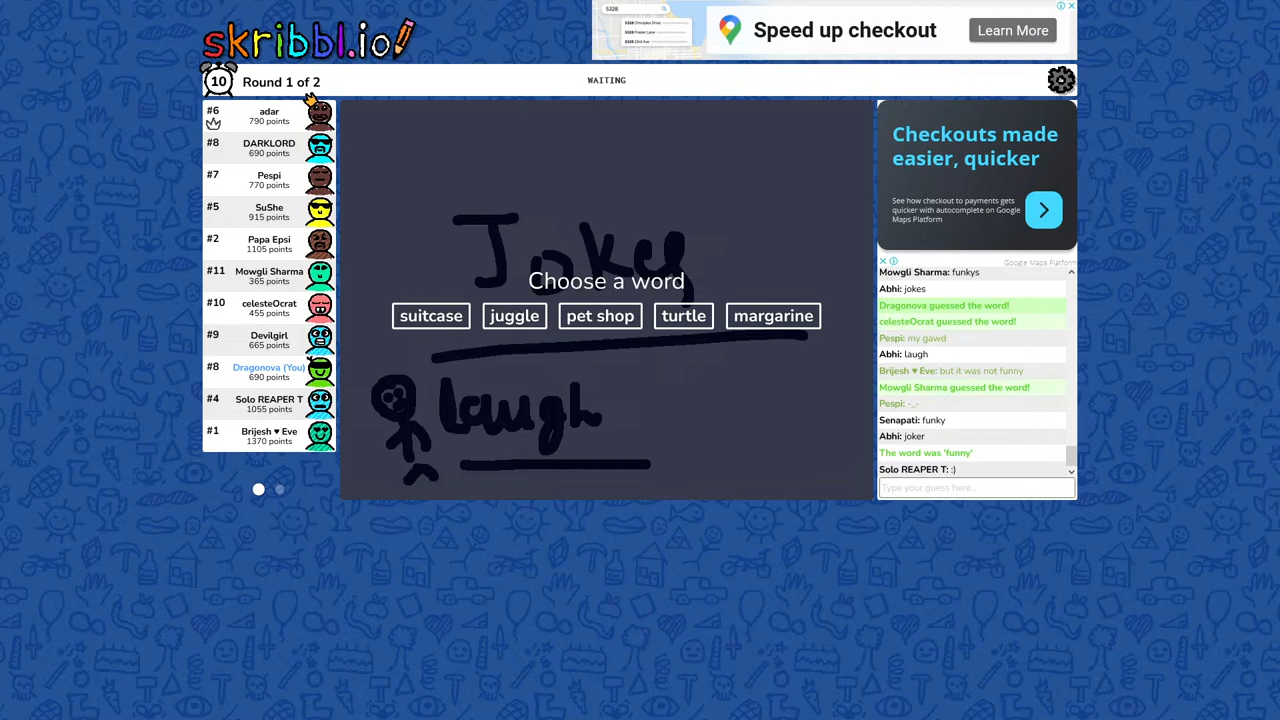 skribbl.io
5328
Speed up checkout
Learn More
10
Round 1 of 2
WAITING
#6
adar
790 points
#8
DARKLORD
690 points
#7
Pespi
770 points
#5
SuShe
915 points
#2
Papa Epsi
1105 points
#11
Mowgli Sharma
365 points
#10
celesteOcrat
455 points
#9
Devilgirl
665 points
#8
Dragonova (You)
690 points
#4
Solo REAPER T
1055 points
#1
Brijesh ♥ Eve
1370 points
Jokes
Choose a word
suitcase
juggle
pet shop
turtle
margarine
laugh
Checkouts made
easier, quicker
See how checkout to payments gets
quicker with autocomplete on Google
Maps Platform
Google Maps Platform
Mowgli Sharma: funkys
Abhi: jokes
Dragonova guessed the word!
celesteOcrat guessed the word!
Pespi: my gawd
Abhi: laugh
Brijesh ♥ Eve: but it was not funny
Mowgli Sharma guessed the word!
Pespi: -_-
Senapati: funky
Abhi: joker
The word was 'funny'
Solo REAPER T: :)
Type your guess here...